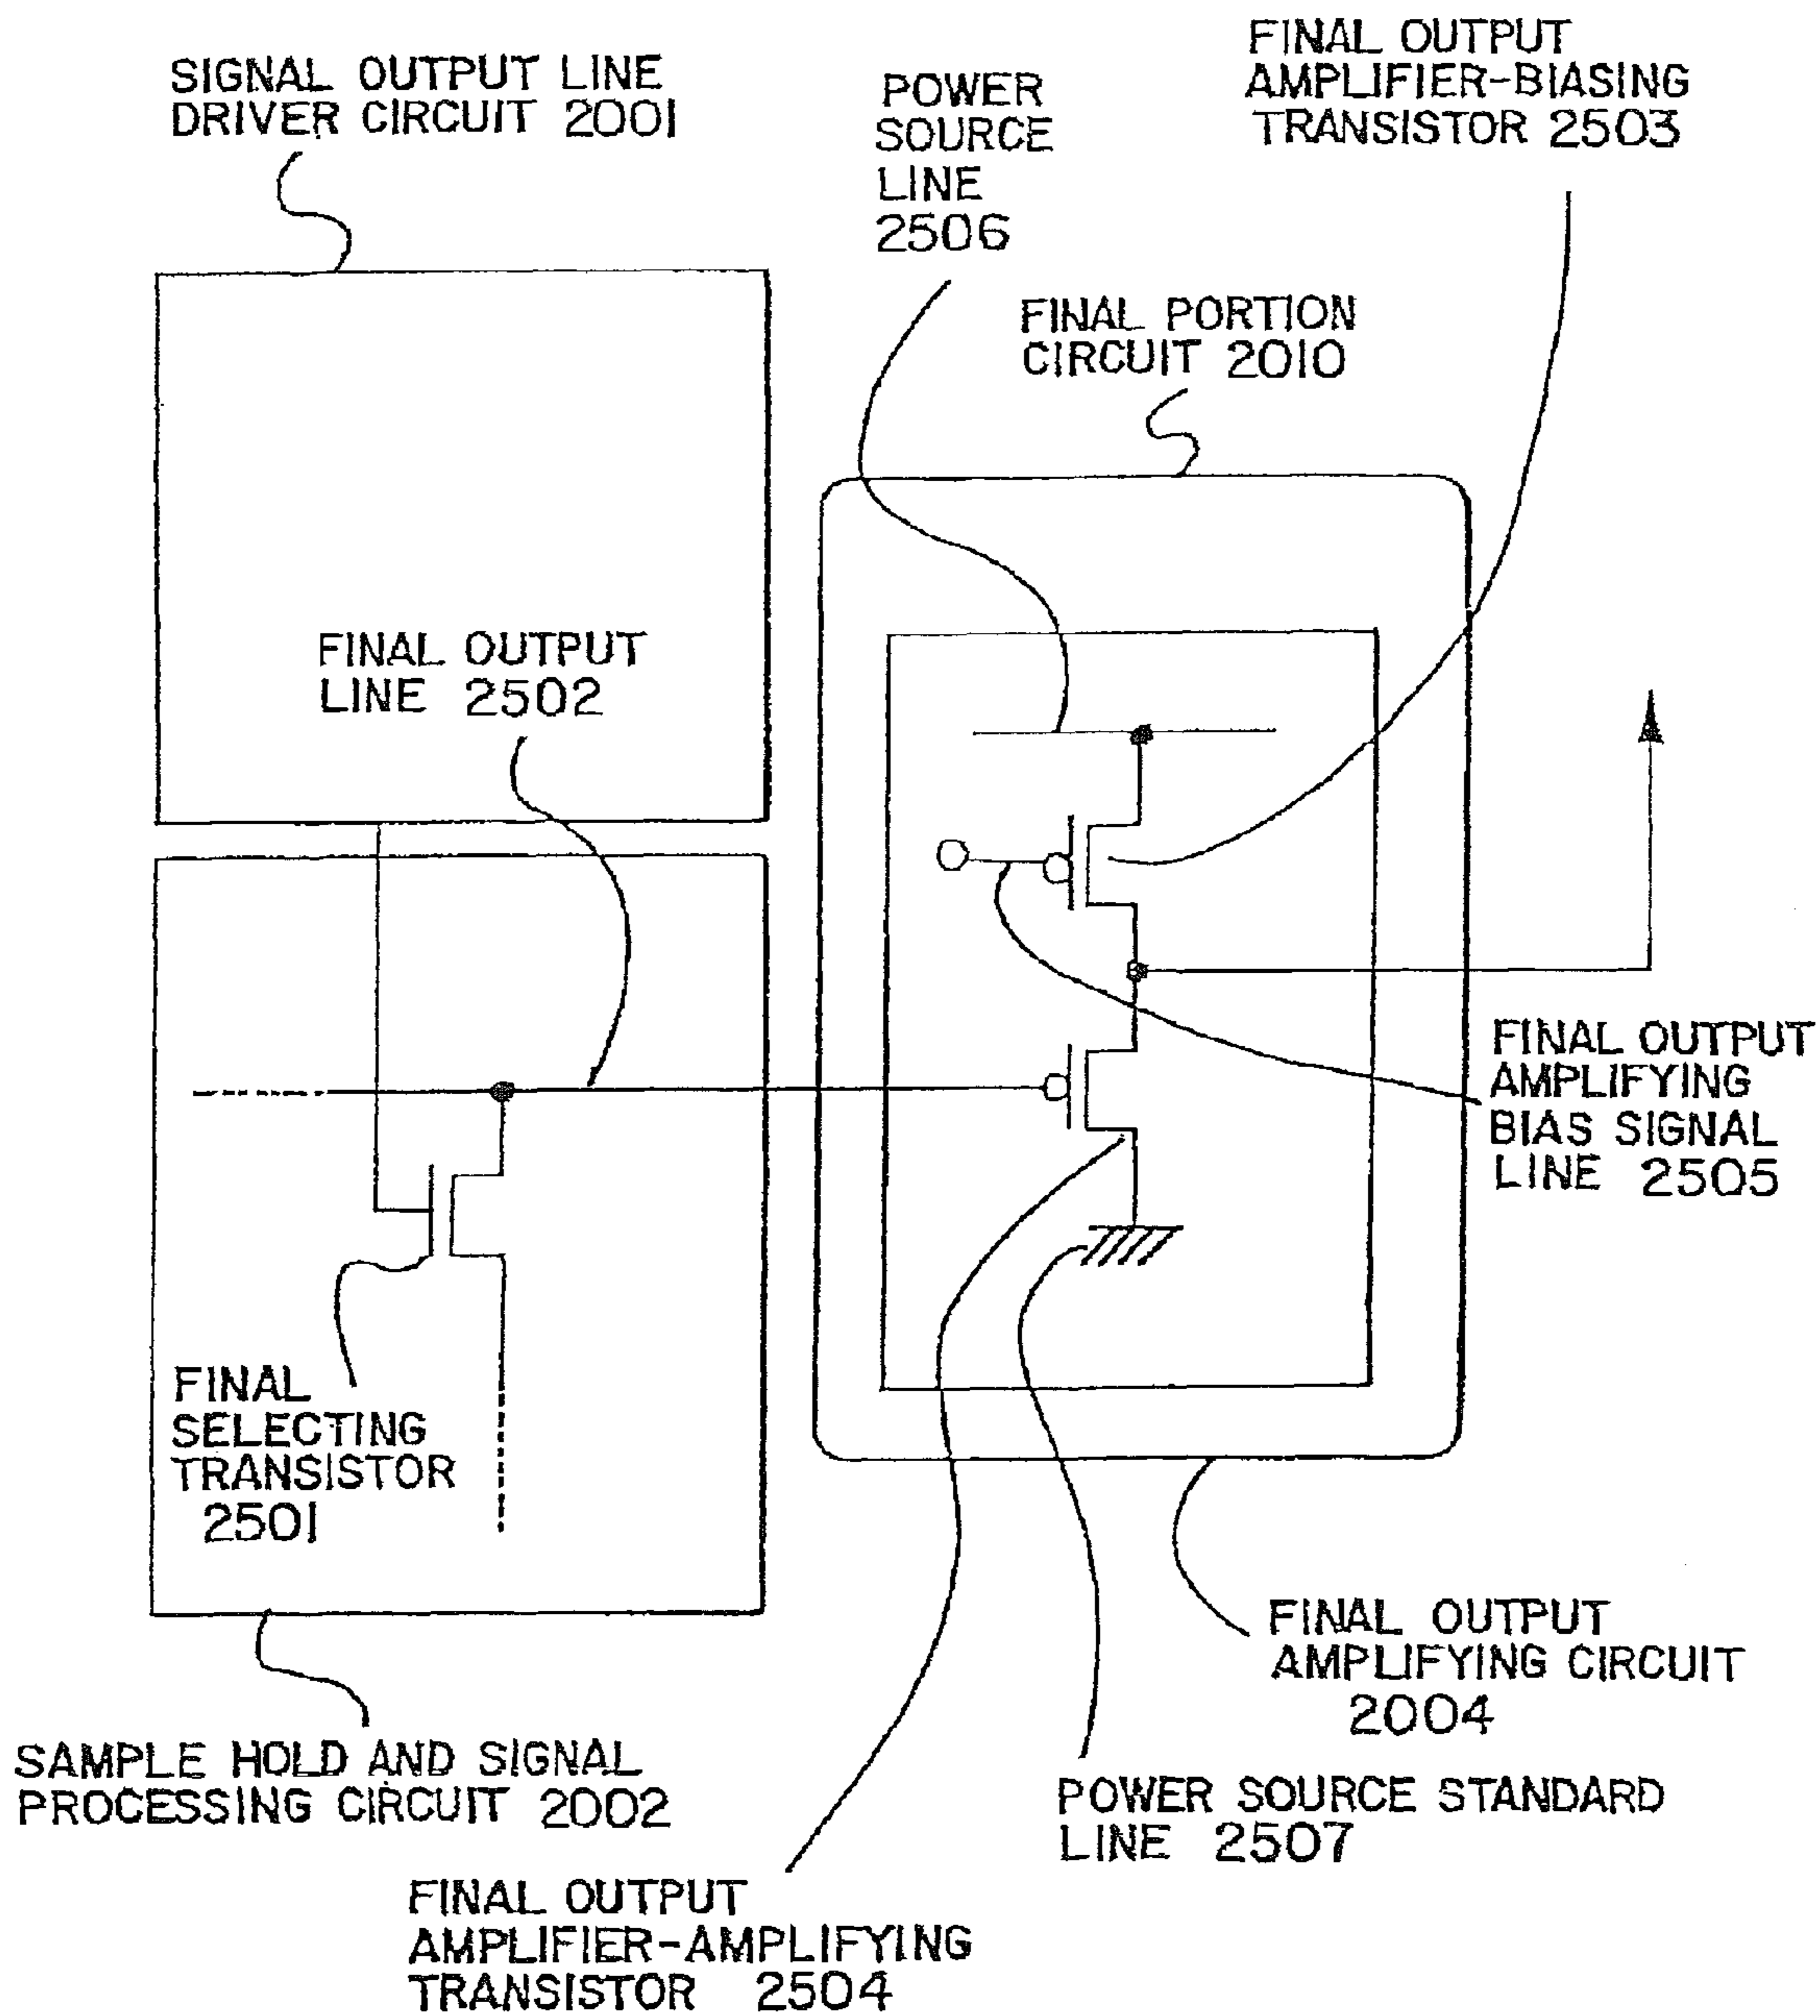 SIGNAL OUTPUT LINE
DRIVER CIRCUIT 2001
POWER
SOURCE
LINE
2506
FINAL OUTPUT
AMPLIFIER-BIASING
TRANSISTOR 2503
FINAL PORTION
CIRCUIT 2010
FINAL OUTPUT
LINE 2502
FINAL OUTPUT
AMPLIFYING
BIAS SIGNAL
LINE 2505
FINAL
SELECTING
TRANSISTOR
2501
FINAL OUTPUT
AMPLIFYING CIRCUIT
2004
SAMPLE HOLD AND SIGNAL
PROCESSING CIRCUIT 2002
POWER SOURCE STANDARD
LINE 2507
FINAL OUTPUT
AMPLIFIER-AMPLIFYING
TRANSISTOR 2504